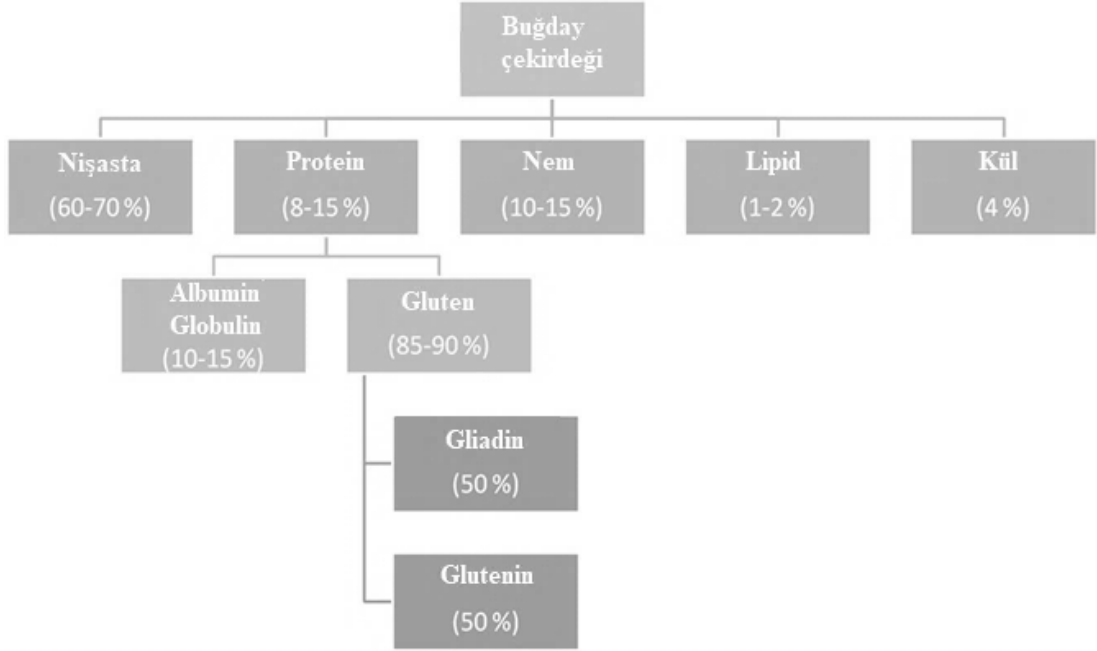 Buğday
çekirdeği
Nişasta
(60-70 %)
Protein
(8-15 %)
Nem
(10-15 %)
Lipid
(1-2 %)
Kül
(4 %)
Albumin
Globulin
(10-15 %)
Gluten
(85-90 %)
Gliadin
(50 %)
Glutenin
(50 %)